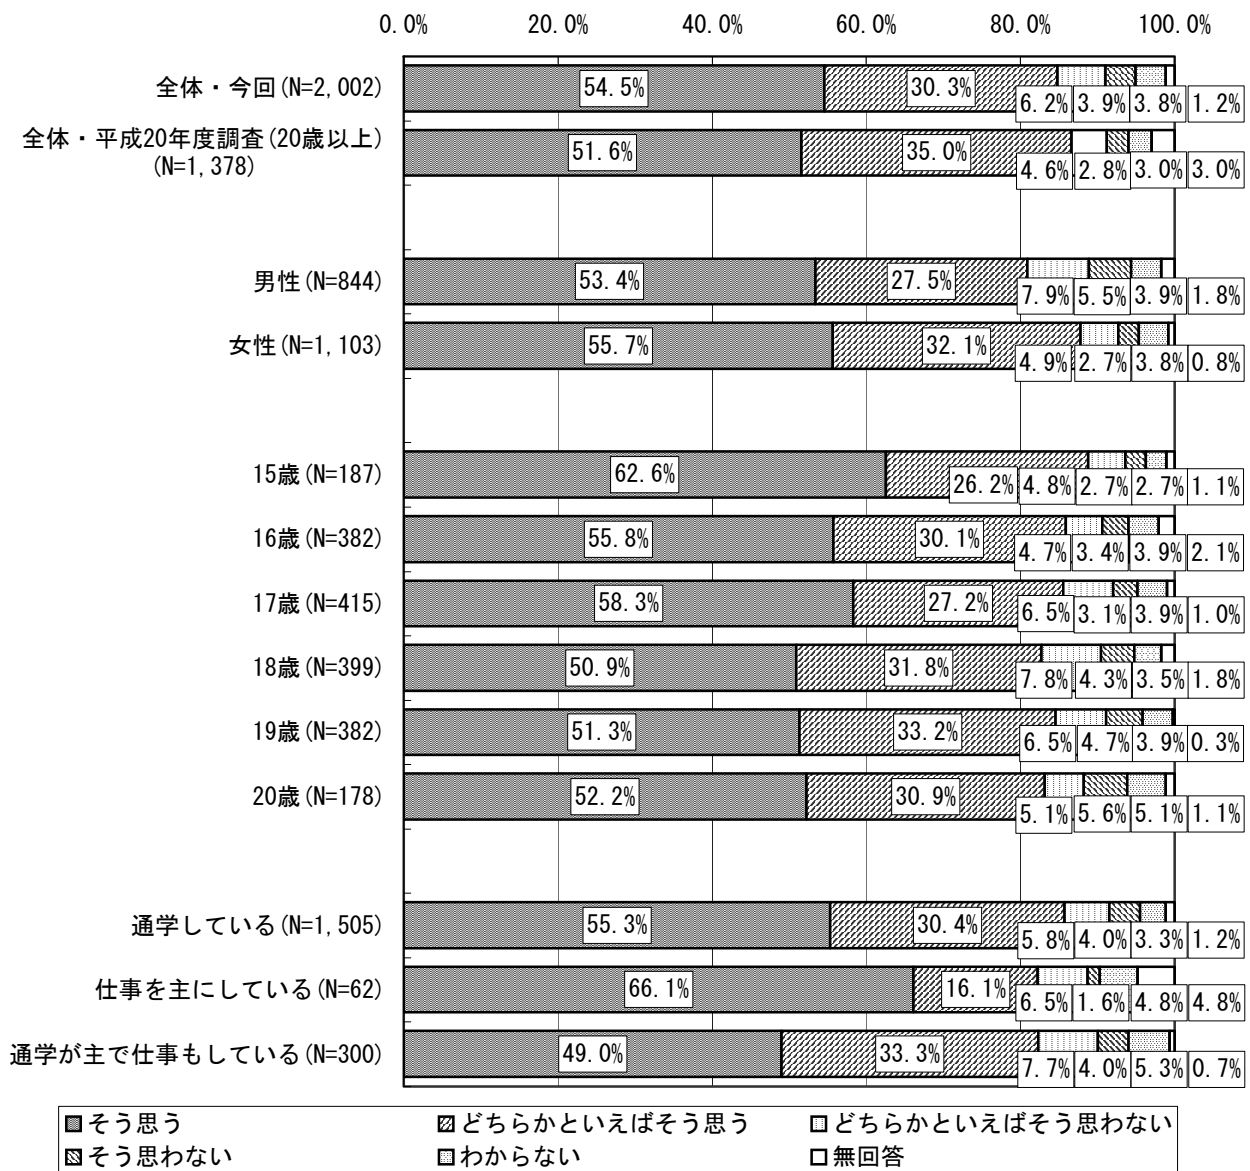 0.0% 20.0% 40.0% 60.0% 80.0% 100.0%
全体・今回(N=2,002) 54.5% 30.3% 6.2% 3.9% 3.8% 1.2%
全体・平成20年度調査(20歳以上)
(N=1,378) 51.6% 35.0% 4.6% 2.8% 3.0% 3.0%
男性(N=844) 53.4% 27.5% 7.9% 5.5% 3.9% 1.8%
女性(N=1,103) 55.7% 32.1% 4.9% 2.7% 3.8% 0.8%
15歳(N=187) 62.6% 26.2% 4.8% 2.7% 2.7% 1.1%
16歳(N=382) 55.8% 30.1% 4.7% 3.4% 3.9% 2.1%
17歳(N=415) 58.3% 27.2% 6.5% 3.1% 3.9% 1.0%
18歳(N=399) 50.9% 31.8% 7.8% 4.3% 3.5% 1.8%
19歳(N=382) 51.3% 33.2% 6.5% 4.7% 3.9% 0.3%
20歳(N=178) 52.2% 30.9% 5.1% 5.6% 5.1% 1.1%
通学している(N=1,505) 55.3% 30.4% 5.8% 4.0% 3.3% 1.2%
仕事を主にしている(N=62) 66.1% 16.1% 6.5% 1.6% 4.8% 4.8%
通学が主で仕事もしている(N=300) 49.0% 33.3% 7.7% 4.0% 5.3% 0.7%
そう思う どちらかといえばそう思う どちらかといえばそう思わない
そう思わない わからない 無回答